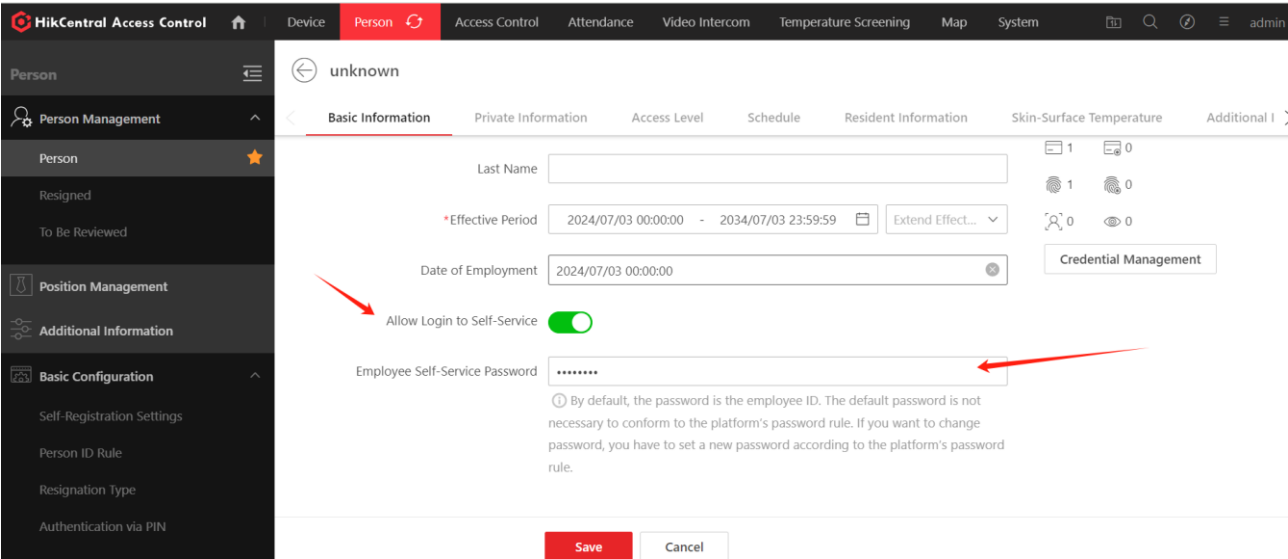 HikCentral Access Control
Device
Person
Access Control
Attendance
Video Intercom
Temperature Screening
Map
System
admin
Person
Person Management
Person
Resigned
To Be Reviewed
Position Management
Additional Information
Basic Configuration
Self-Registration Settings
Person ID Rule
Resignation Type
Authentication via PIN
unknown
Basic Information
Private Information
Access Level
Schedule
Resident Information
Skin-Surface Temperature
Additional I
Last Name
*Effective Period
2024/07/03 00:00:00 - 2034/07/03 23:59:59
Extend Effect...
Date of Employment
2024/07/03 00:00:00
Allow Login to Self-Service
Employee Self-Service Password
••••••••
By default, the password is the employee ID. The default password is not
necessary to conform to the platform's password rule. If you want to change
password, you have to set a new password according to the platform's password
rule.
1
0
1
0
0
0
Credential Management
Save
Cancel